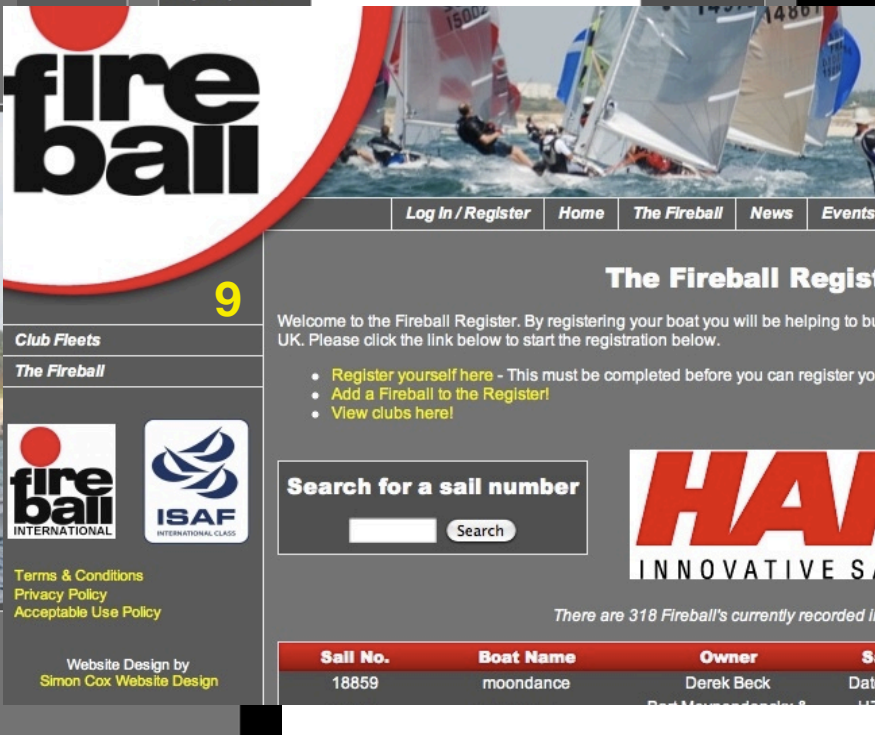 15002
14861
fire
ball
Log In / Register Home The Fireball News Events
9
The Fireball Regist
Welcome to the Fireball Register. By registering your boat you will be helping to bu
UK. Please click the link below to start the registration below.
Club Fleets
The Fireball
Register yourself here - This must be completed before you can register yo
Add a Fireball to the Register!
View clubs here!
fire
ball
INTERNATIONAL
ISAF
INTERNATIONAL CLASS
Search for a sail number
Search
HAR
INNOVATIVE SA
Terms & Conditions
Privacy Policy
Acceptable Use Policy
There are 318 Fireball's currently recorded i
Sail No. Boat Name Owner S
18859 moondance Derek Beck Dat
Website Design by
Simon Cox Website Design